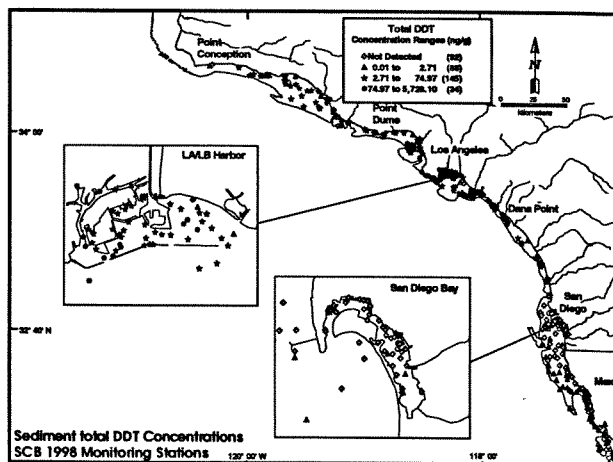 Total DDT
Concentration Ranges (ng/g)
Not Detected (92)
0.01 to 2.71
2.71 to 74.97 (145)
74.97 to 5,728.10 (34)
N
0 25 50
kilometers
Point
Conception
Point
Dume
34° 00'
Los Angeles
LA/LB Harbor
Dana Point
San Diego Bay
San
Diego
32° 40' N
Sediment total DDT Concentrations
SCB 1998 Monitoring Stations
120° 00' W
118° 00'